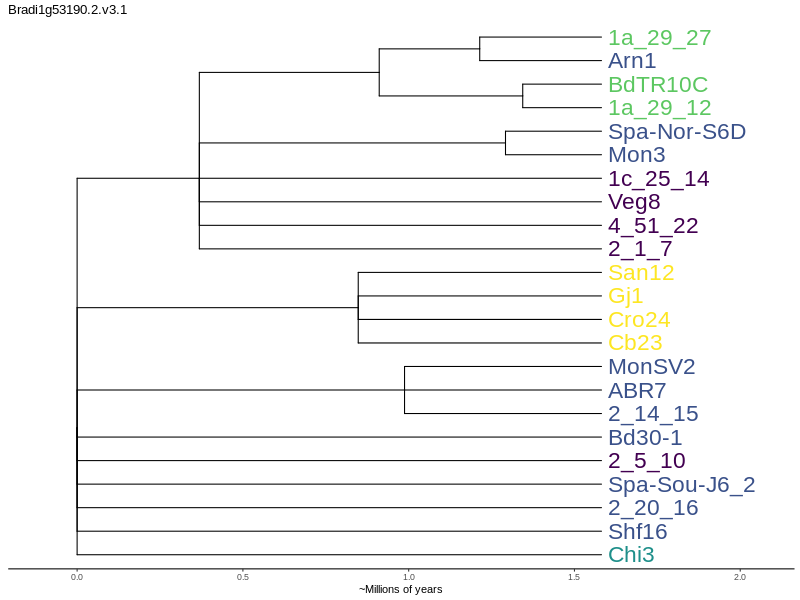 Bradi1g53190.2.v3.1
1a_29_27
Arn1
BdTR10C
1a_29_12
Spa-Nor-S6D
Mon3
1c_25_14
Veg8
4_51_22
2_1_7
San12
Gj1
Cro24
Cb23
MonSV2
ABR7
2_14_15
Bd30-1
2_5_10
Spa-Sou-J6_2
2_20_16
Shf16
Chi3
0.0 0.5 1.0 1.5 2.0
~Millions of years